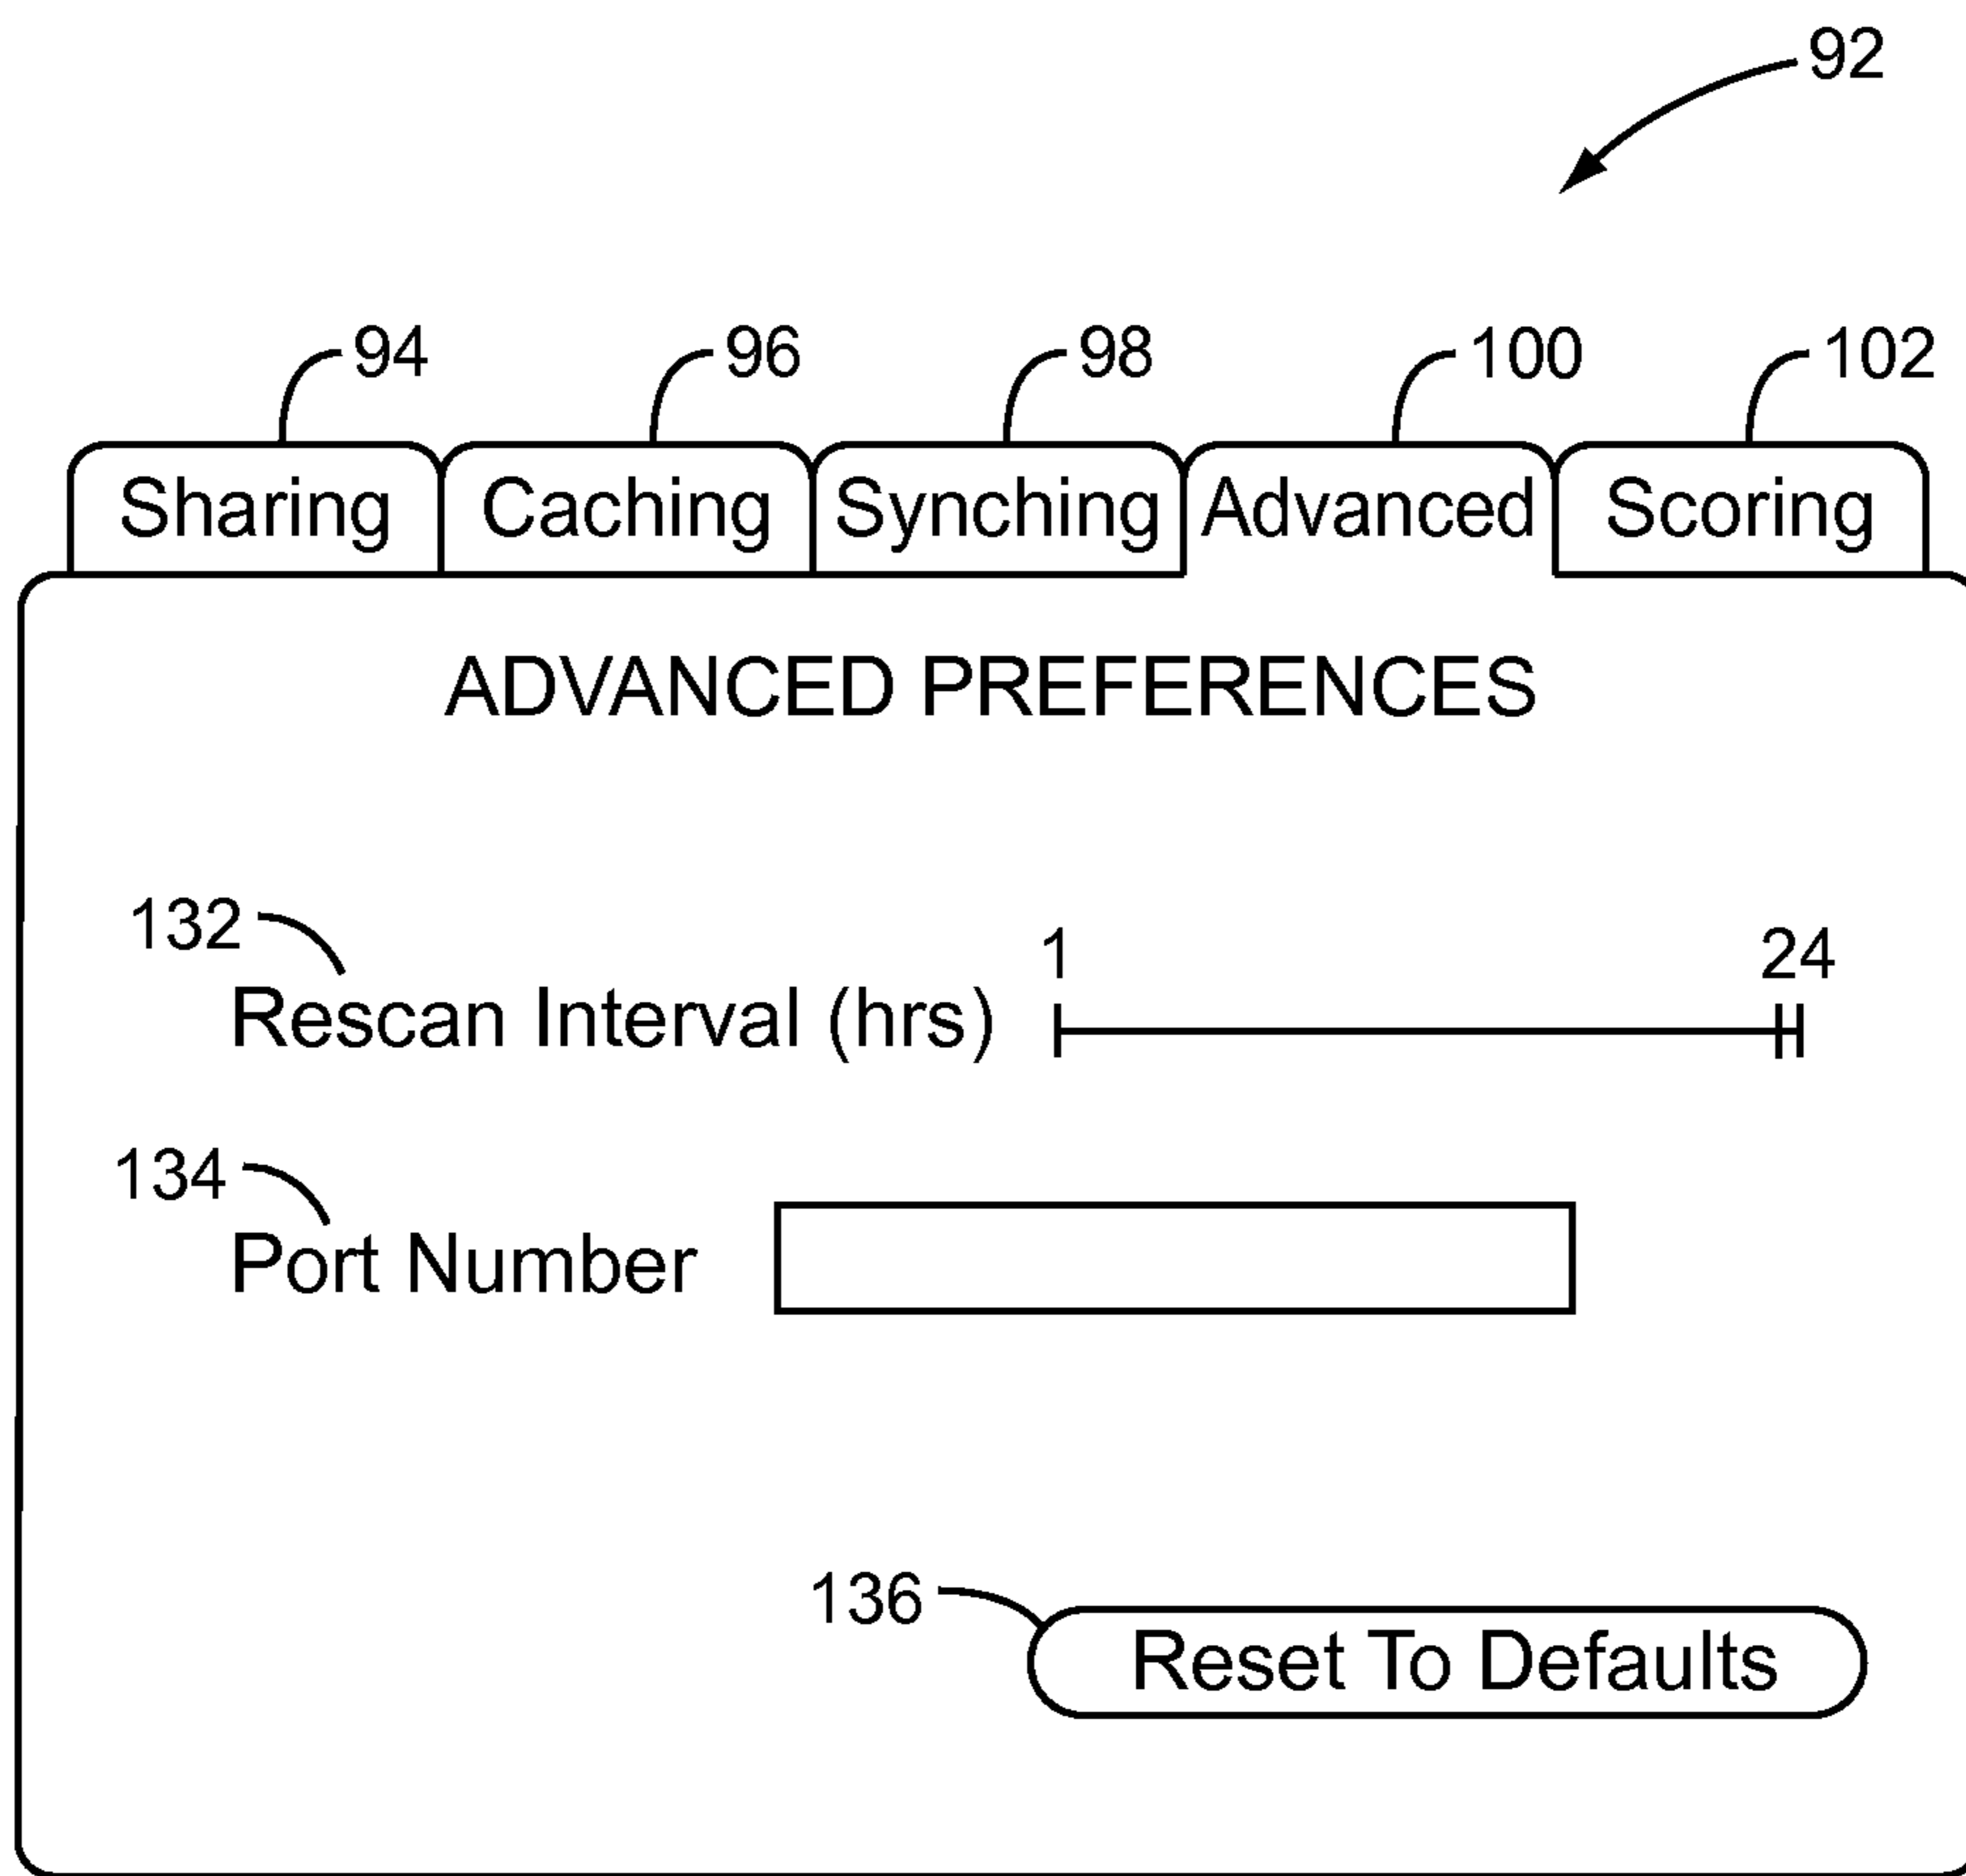 92
94 96 98 100 102
Sharing Caching Synching Advanced Scoring
ADVANCED PREFERENCES
132 1 24
Rescan Interval (hrs)
134
Port Number
136
Reset To Defaults